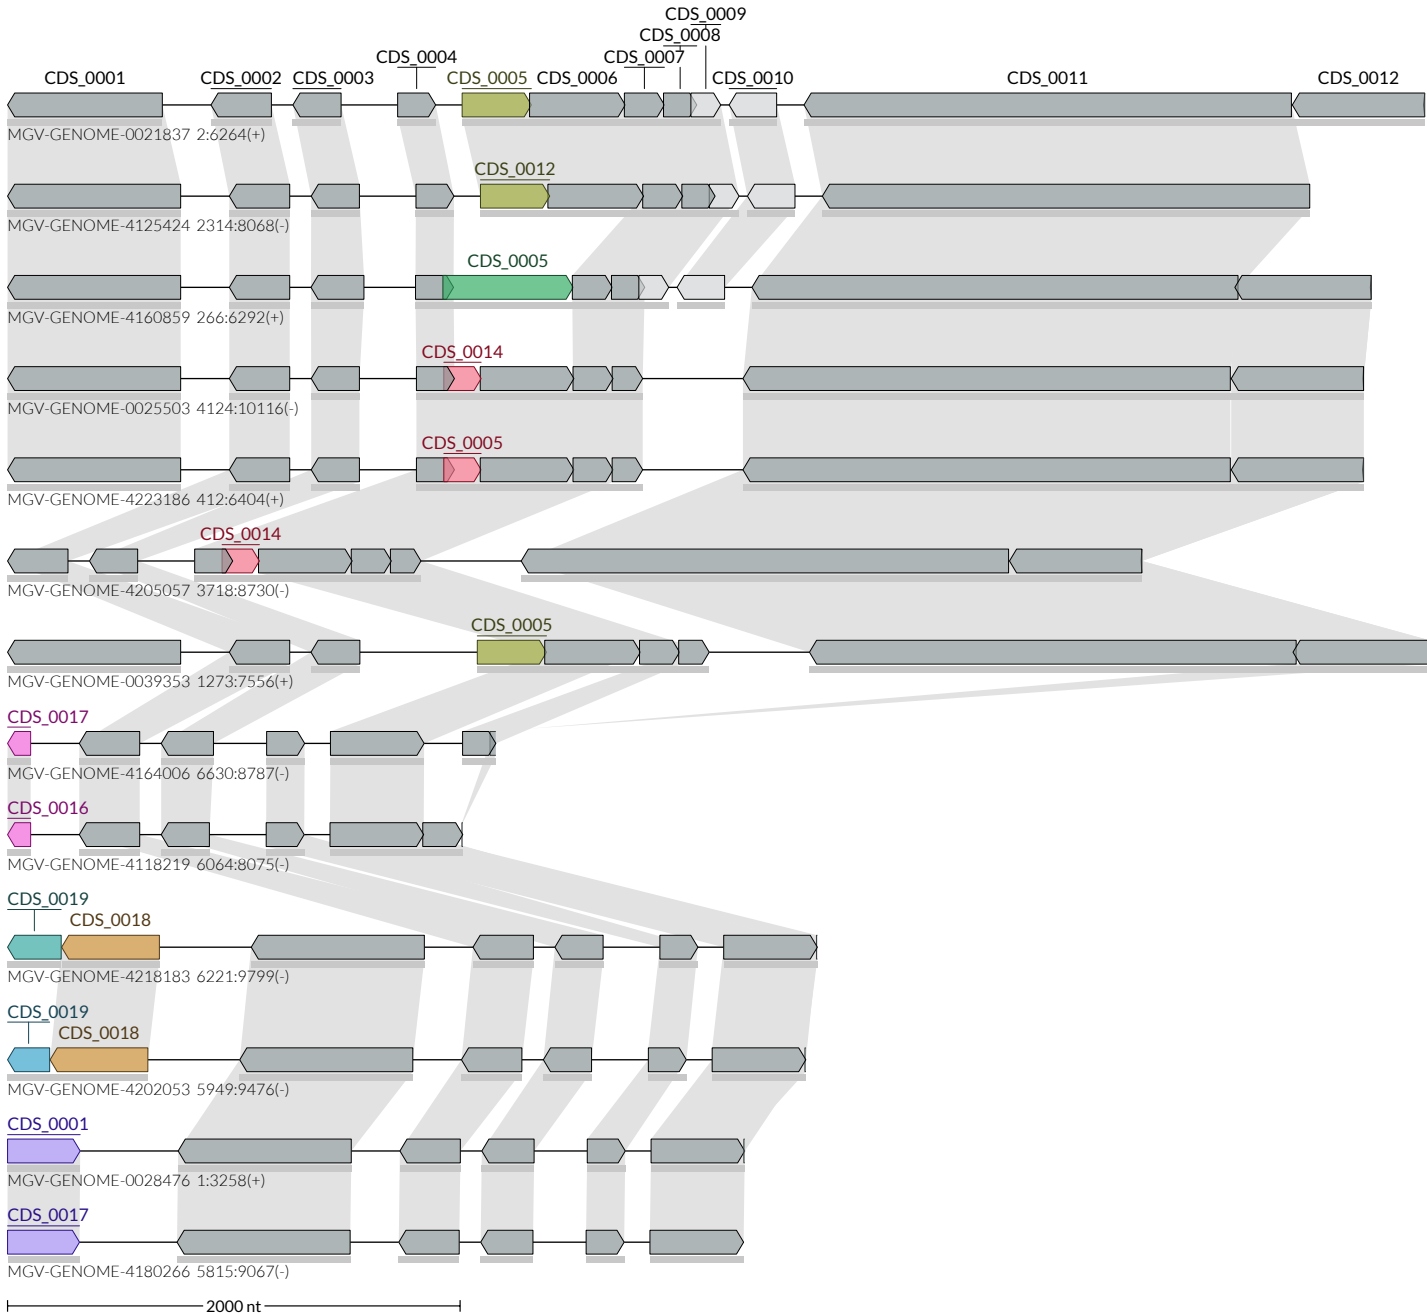 CDS_0009
CDS_0008
CDS_0004 CDS_0007
CDS_0001 CDS_0002 CDS_0003 CDS_0005 CDS_0006 CDS_0010 CDS_0011 CDS_0012
MGV-GENOME-0021837 2:6264(+)
CDS_0012
MGV-GENOME-4125424 2314:8068(-)
CDS_0005
MGV-GENOME-4160859 266:6292(+)
CDS_0014
MGV-GENOME-0025503 4124:10116(-)
CDS_0005
MGV-GENOME-4223186 412:6404(+)
CDS_0014
MGV-GENOME-4205057 3718:8730(-)
CDS_0005
MGV-GENOME-0039353 1273:7556(+)
CDS_0017
MGV-GENOME-4164006 6630:8787(-)
CDS_0016
MGV-GENOME-4118219 6064:8075(-)
CDS_0019
CDS_0018
MGV-GENOME-4218183 6221:9799(-)
CDS_0019
CDS_0018
MGV-GENOME-4202053 5949:9476(-)
CDS_0001
MGV-GENOME-0028476 1:3258(+)
CDS_0017
MGV-GENOME-4180266 5815:9067(-)
2000 nt